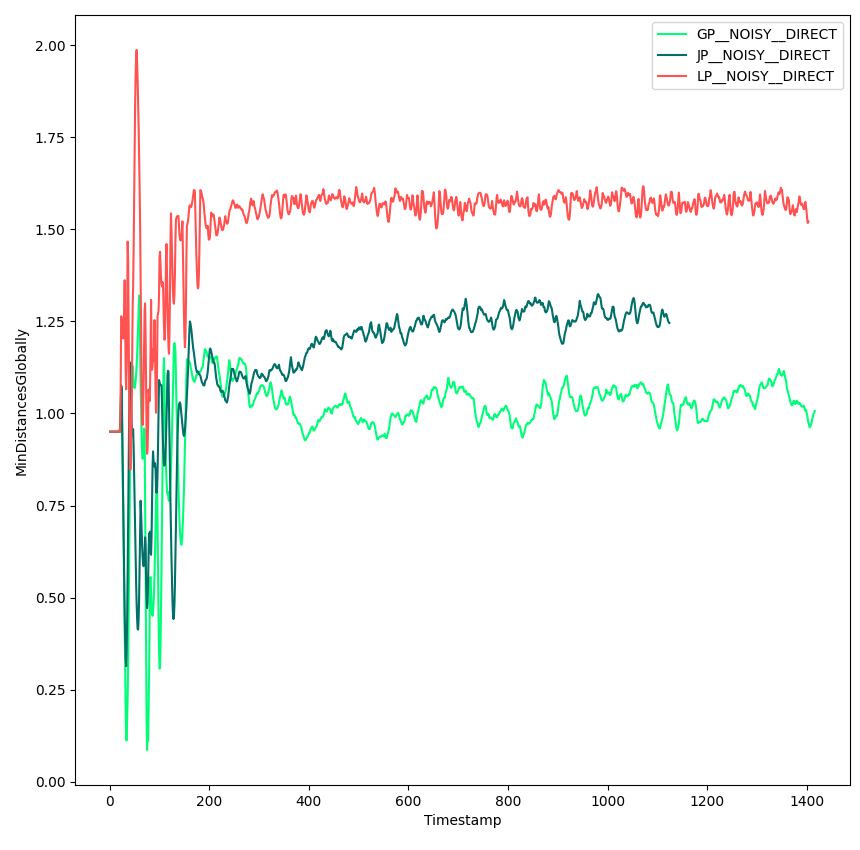 GP__NOISY__DIRECT
JP__NOISY__DIRECT
LP__NOISY__DIRECT
MinDistancesGlobally
2.00
1.75
1.50
1.25
1.00
0.75
0.50
0.25
0.00
0 200 400 600 800 1000 1200 1400
Timestamp